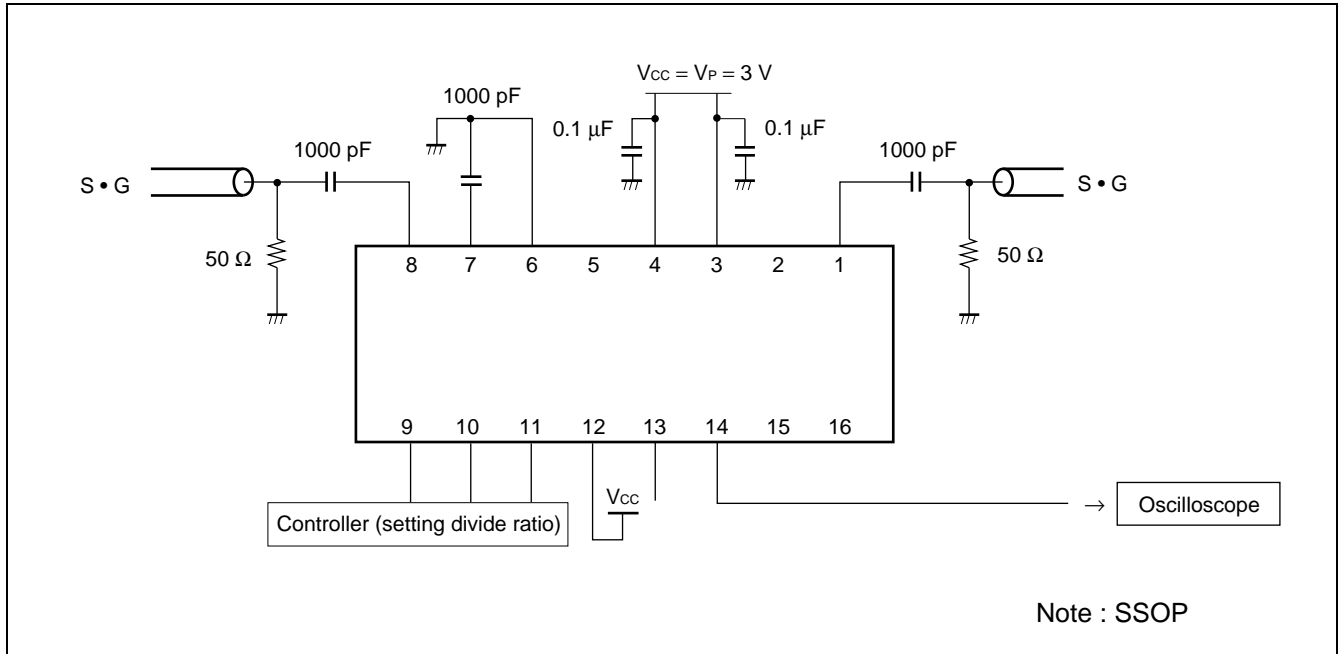 VCC = VP = 3 V
1000 pF
0.1 µF
0.1 µF
1000 pF
1000 pF
S • G
S • G
50 Ω
50 Ω
8 7 6 5 4 3 2 1
9 10 11 12 13 14 15 16
VCC
Controller (setting divide ratio)
→ Oscilloscope
Note : SSOP